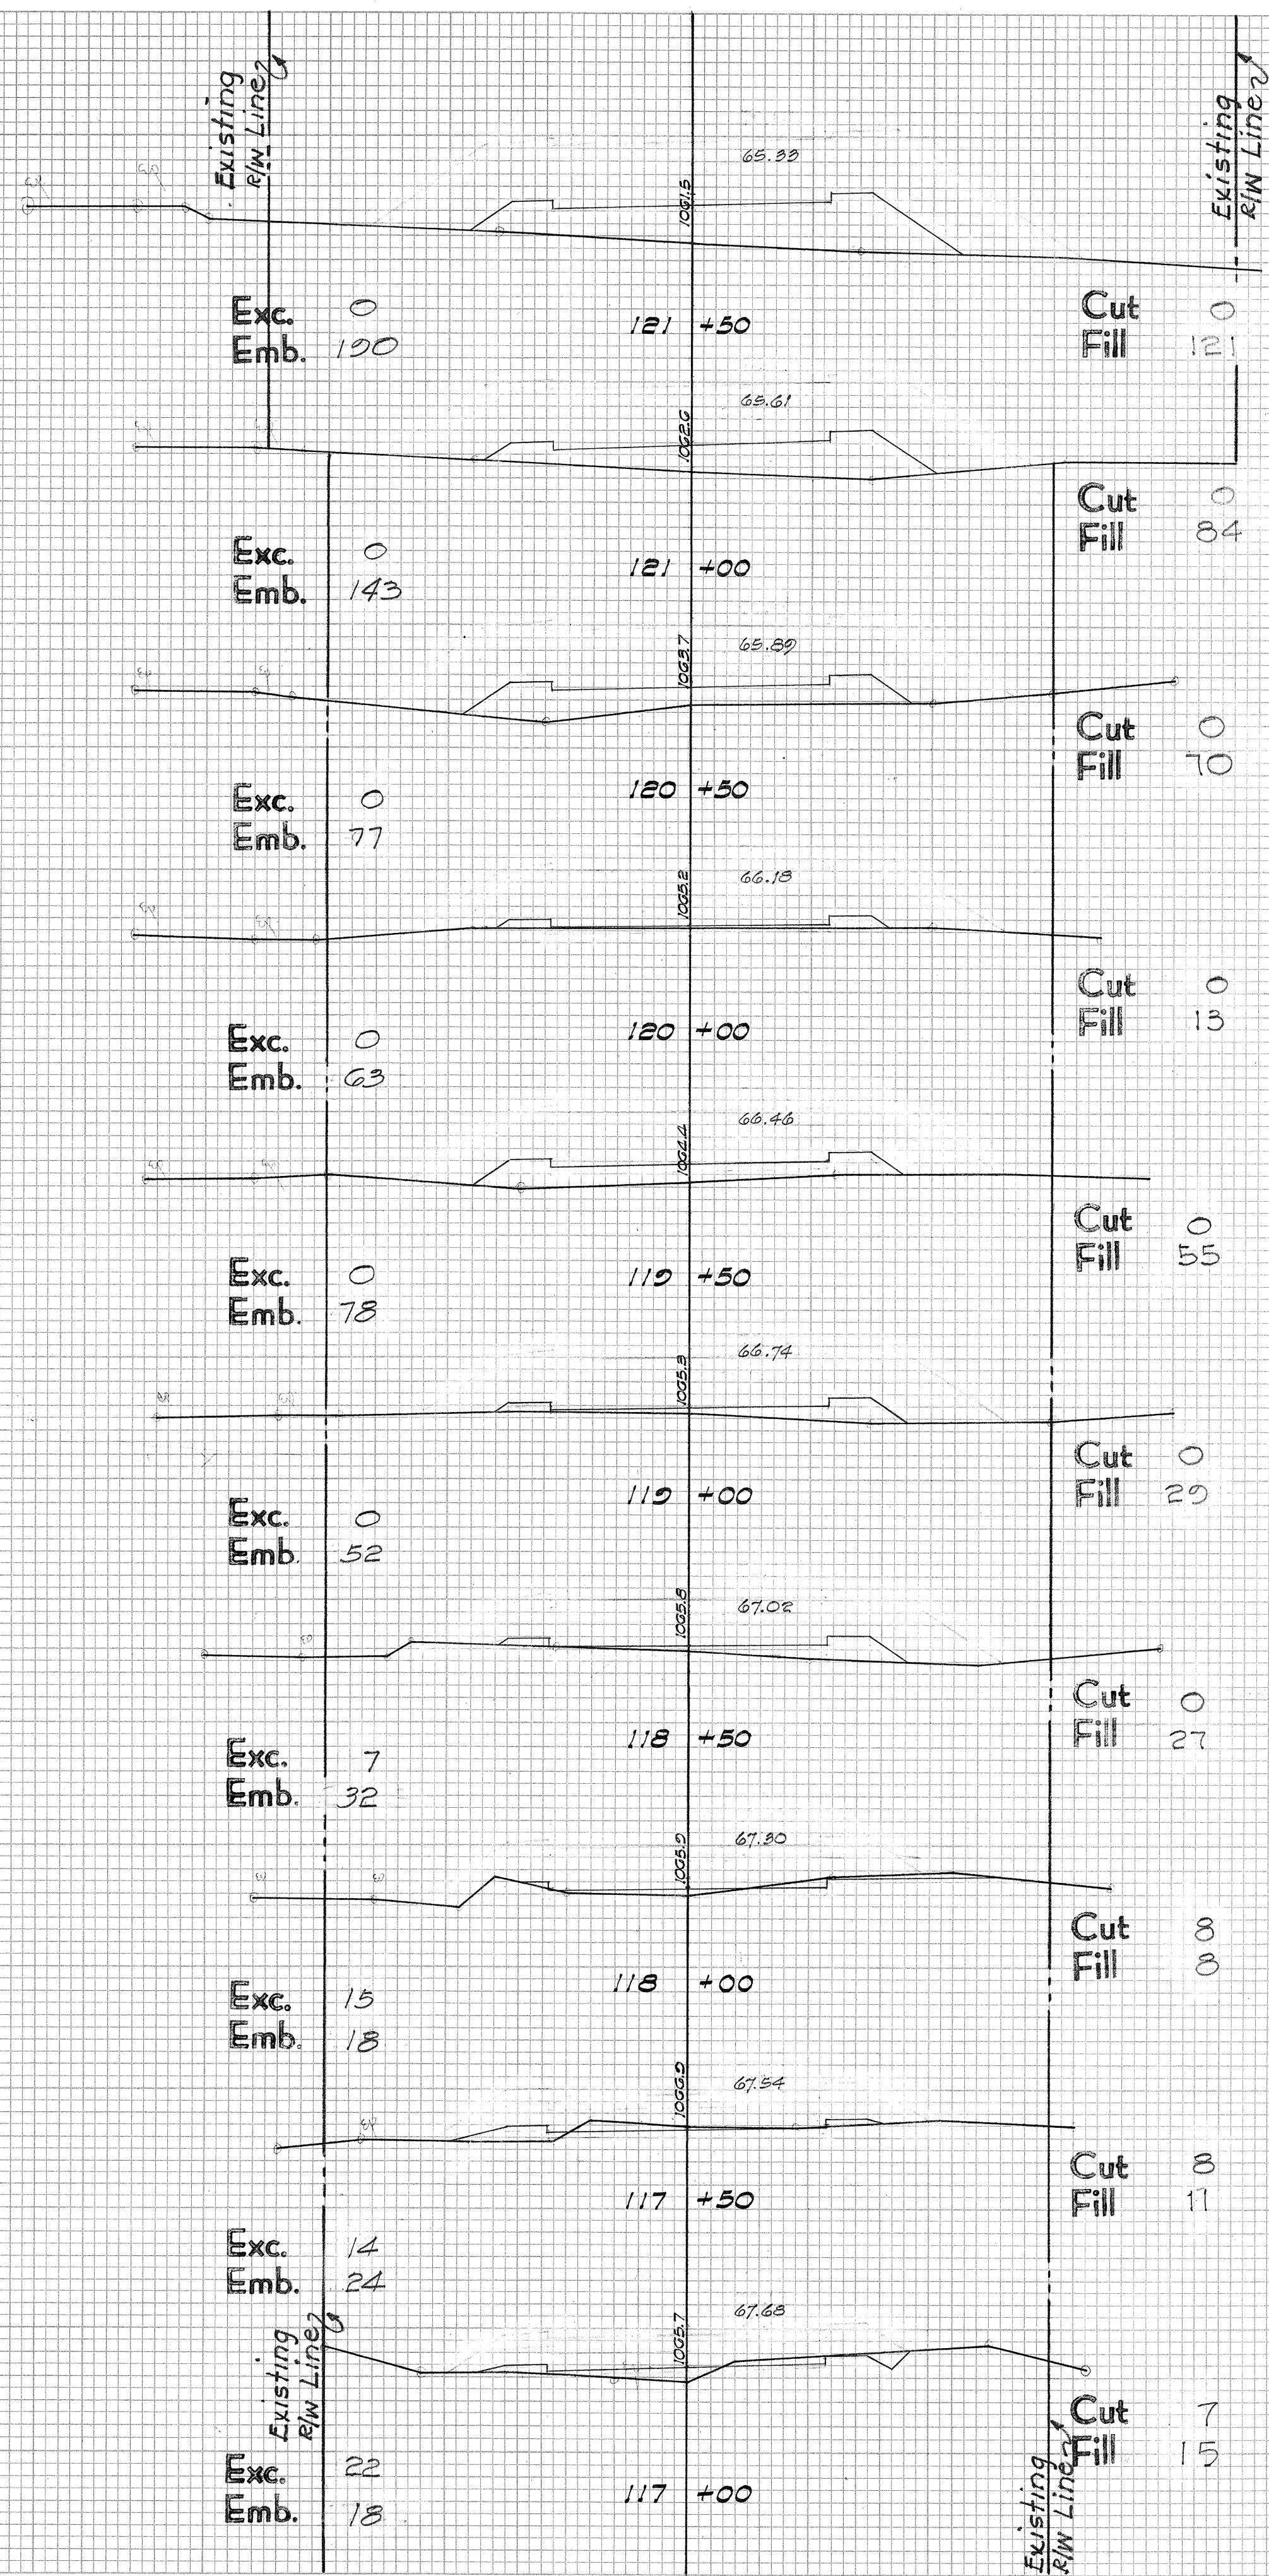 Existing
R/W Line
Existing
R/W Line
65.33
1061.5
Exc. 0
Emb. 190
121 +50
Cut 0
Fill 121
65.61
1062.6
Cut 0
Fill 84
Exc. 0
Emb. 143
121 +00
65.89
1063.7
Cut 0
Fill 70
Exc. 0
Emb. 77
120 +50
66.18
1065.2
Cut 0
Fill 13
Exc. 0
Emb. 63
120 +00
66.46
1064.4
Cut 0
Fill 55
Exc. 0
Emb. 78
119 +50
66.74
1065.3
Cut 0
Fill 29
Exc. 0
Emb. 52
119 +00
67.02
1065.8
Cut 0
Fill 27
Exc. 7
Emb. 32
118 +50
67.30
1065.9
Cut 8
Fill 8
Exc. 15
Emb. 18
118 +00
67.54
1066.9
Cut 8
Fill 11
117 +50
Exc. 14
Emb. 24
67.68
1065.7
Existing
R/W Line
Cut 7
Fill 15
Exc. 22
Emb. 18
117 +00
Existing
R/W Line